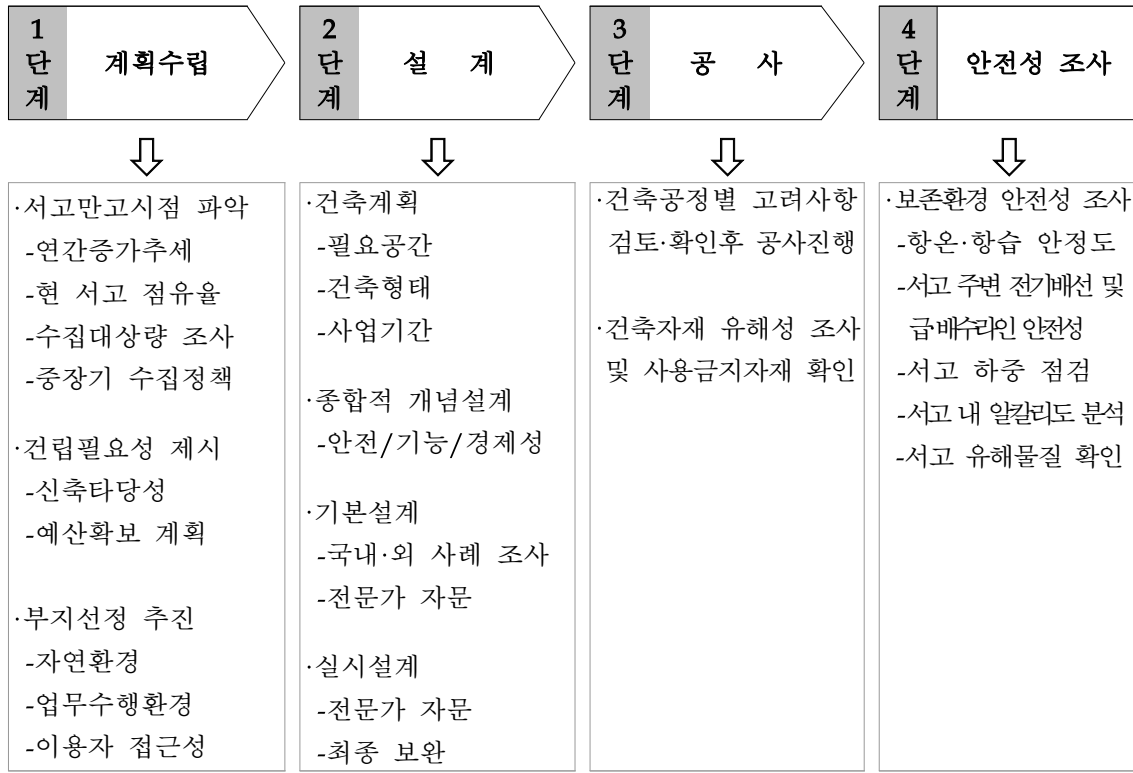 1단계 계획수립
2단계 설 계
3단계 공 사
4단계 안전성 조사
·서고만고시점 파악
-연간증가추세
-현 서고 점유율
-수집대상량 조사
-중장기 수집정책
·건립필요성 제시
-신축타당성
-예산확보 계획
·부지선정 추진
-자연환경
-업무수행환경
-이용자 접근성
·건축계획
-필요공간
-건축형태
-사업기간
·종합적 개념설계
-안전/기능/경제성
·기본설계
-국내·외 사례 조사
-전문가 자문
·실시설계
-전문가 자문
-최종 보완
·건축공정별 고려사항
검토·확인후 공사진행
·건축자재 유해성 조사
및 사용금지자재 확인
·보존환경 안전성 조사
-항온·항습 안정도
-서고 주변 전기배선 및
급·배수라인 안전성
-서고 하중 점검
-서고 내 알칼리도 분석
-서고 유해물질 확인